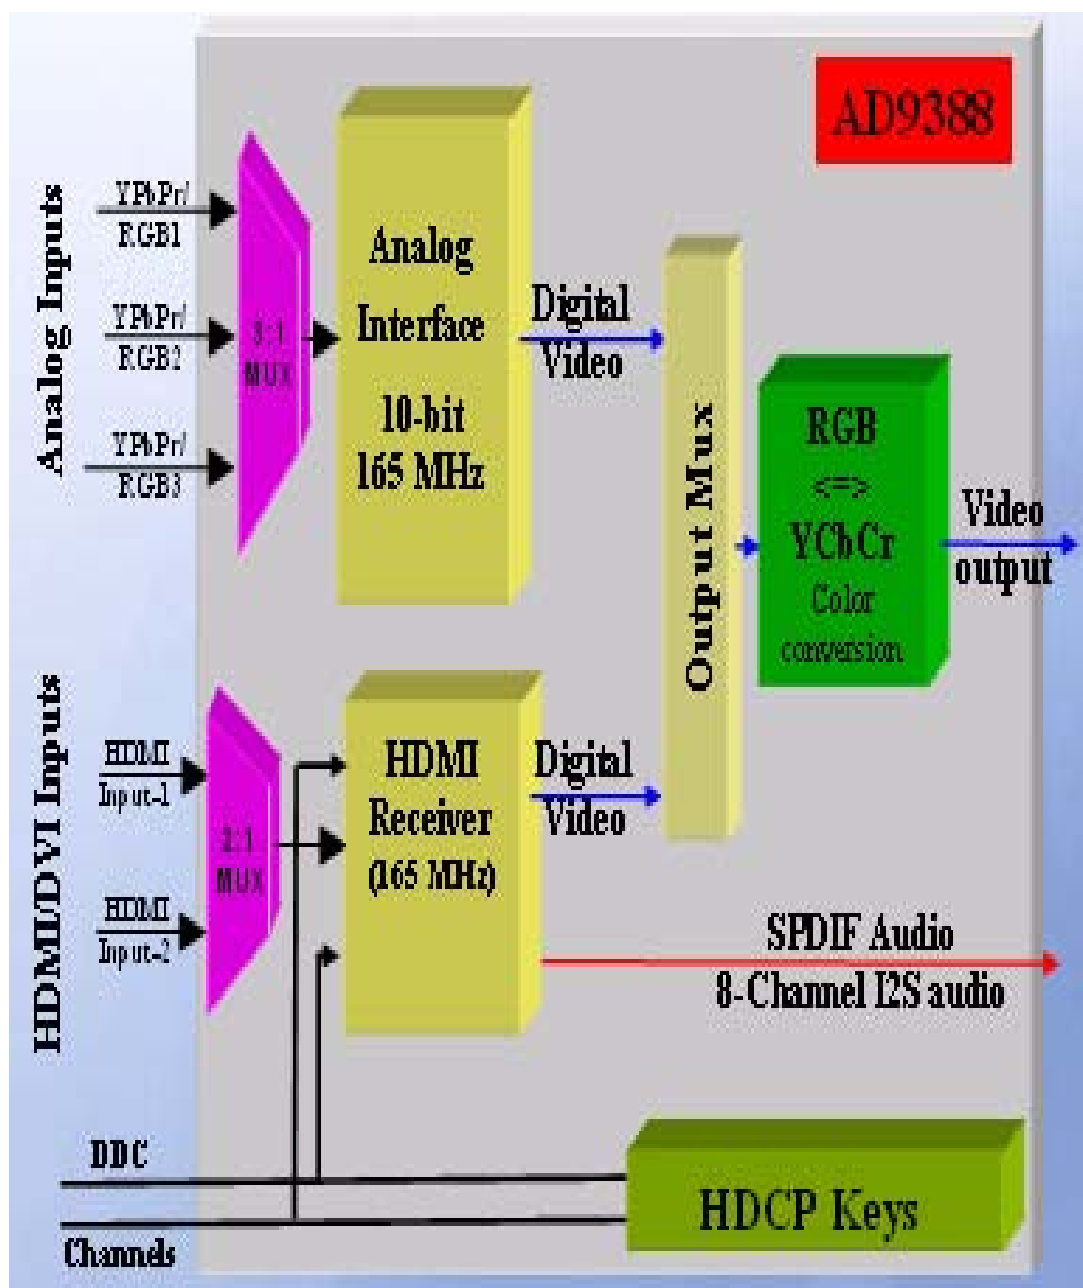 AD9388
Analog Inputs
YPbPr/
RGB1
YPbPr/
RGB2
YPbPr/
RGB3
3:1
MUX
Analog
Interface
10-bit
165 MHz
Digital
Video
Output Mux
RGB
<=>
YCbCr
Color
conversion
Video
output
HDMI/DVI Inputs
HDMI
Input-1
HDMI
Input-2
2:1
MUX
HDMI
Receiver
(165 MHz)
Digital
Video
SPDIF Audio
8-Channel I2S audio
DDC
Channels
HDCP Keys